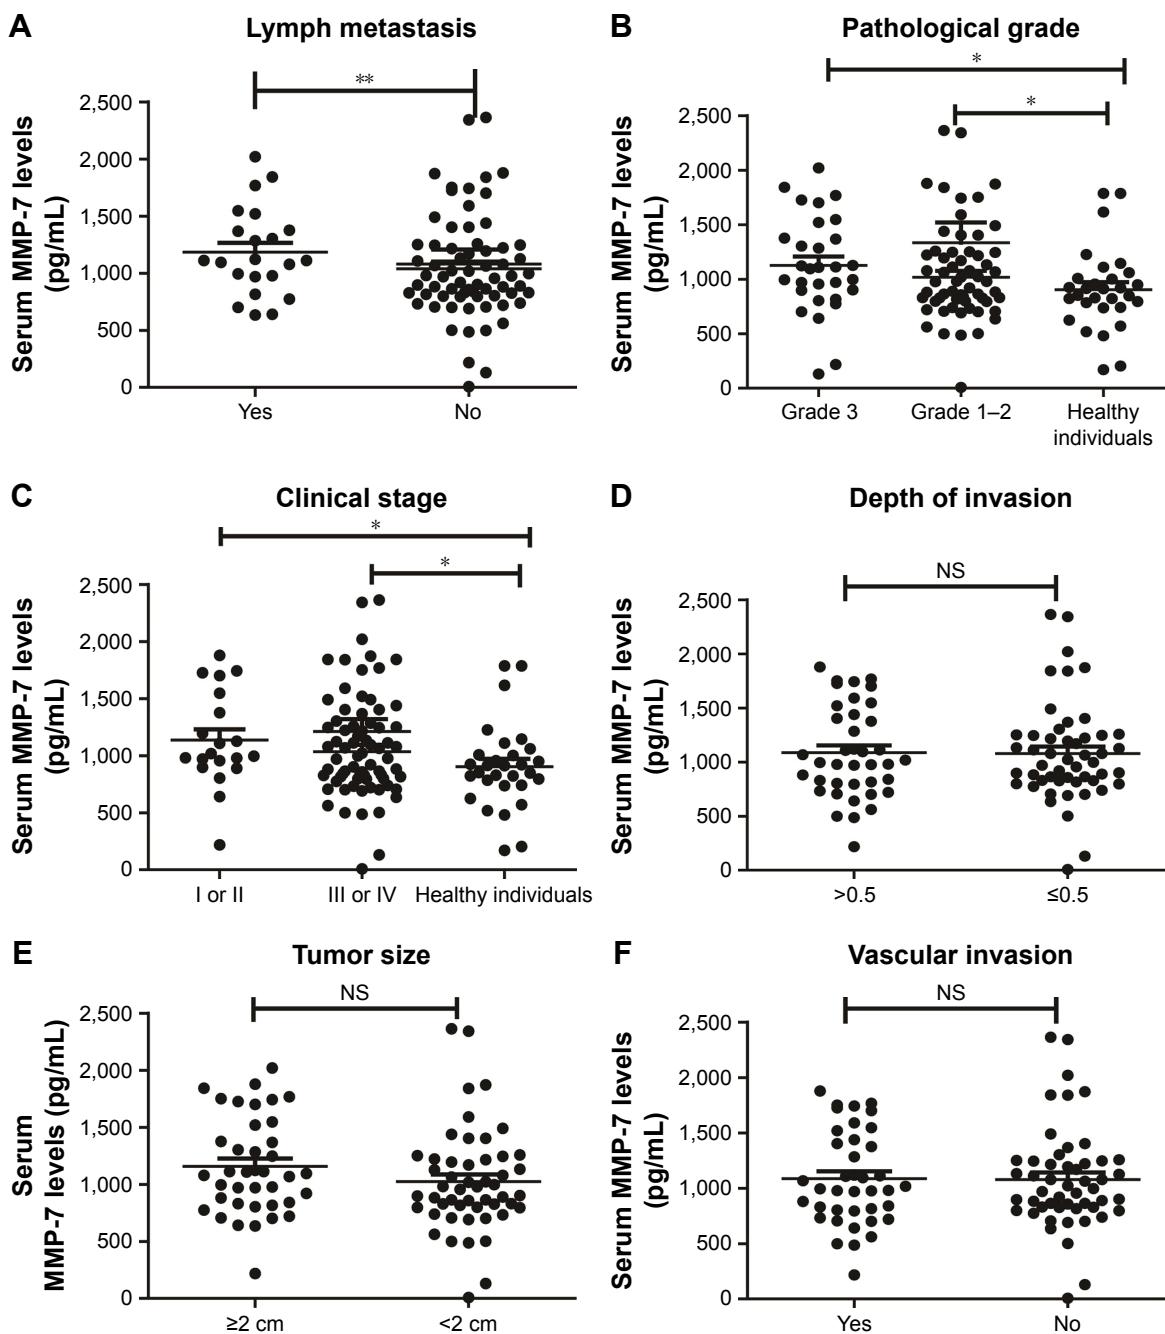 A
Lymph metastasis
**
Serum MMP-7 levels
(pg/mL)
2,500
2,000
1,500
1,000
500
0
Yes
No
B
Pathological grade
*
*
Serum MMP-7 levels
(pg/mL)
2,500
2,000
1,500
1,000
500
0
Grade 3
Grade 1–2
Healthy
individuals
C
Clinical stage
*
*
Serum MMP-7 levels
(pg/mL)
2,500
2,000
1,500
1,000
500
0
I or II
III or IV
Healthy individuals
D
Depth of invasion
NS
Serum MMP-7 levels
(pg/mL)
2,500
2,000
1,500
1,000
500
0
>0.5
≤0.5
E
Tumor size
NS
Serum
MMP-7 levels (pg/mL)
2,500
2,000
1,500
1,000
500
0
≥2 cm
<2 cm
F
Vascular invasion
NS
Serum MMP-7 levels
(pg/mL)
2,500
2,000
1,500
1,000
500
0
Yes
No